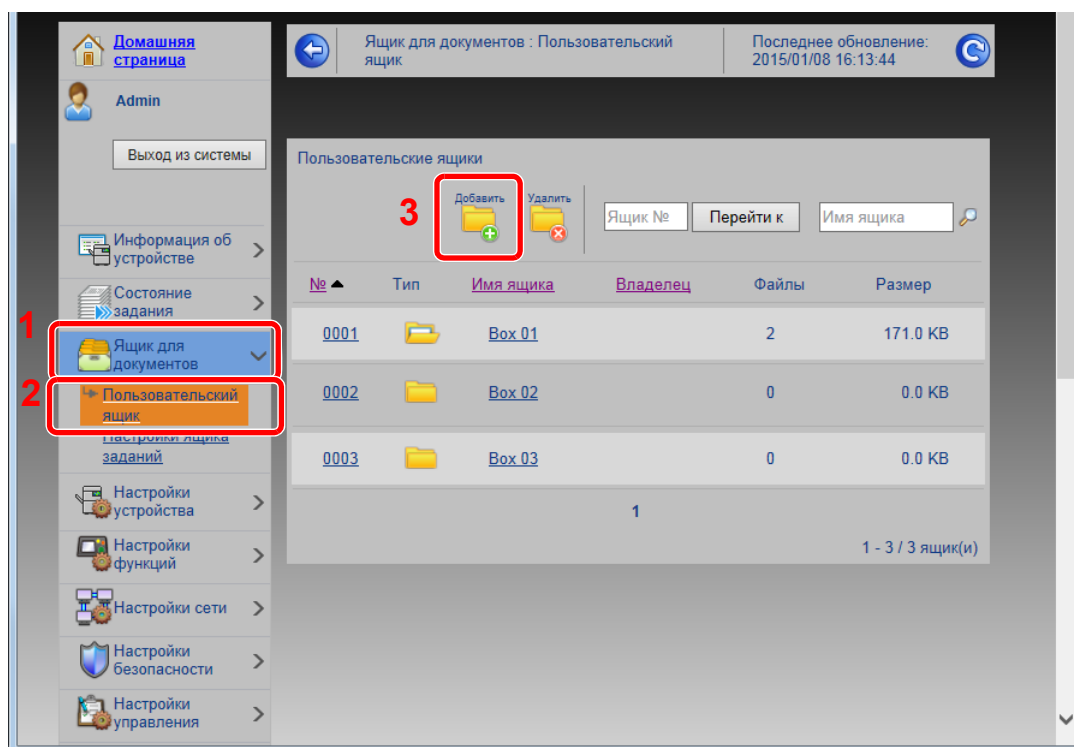 Домашняя
страница
Admin
Выход из системы
Информация об
устройстве
Состояние
задания
1
Ящик для
документов
2
Пользовательский
ящик
Настройки ящика
заданий
Настройки
устройства
Настройки
функций
Настройки сети
Настройки
безопасности
Настройки
управления
Ящик для документов : Пользовательский
ящик
Последнее обновление:
2015/01/08 16:13:44
Пользовательские ящики
3
Добавить
Удалить
Ящик №
Перейти к
Имя ящика
№ Тип Имя ящика Владелец Файлы Размер
0001 Box 01 2 171.0 KB
0002 Box 02 0 0.0 KB
0003 Box 03 0 0.0 KB
1
1 - 3 / 3 ящик(и)